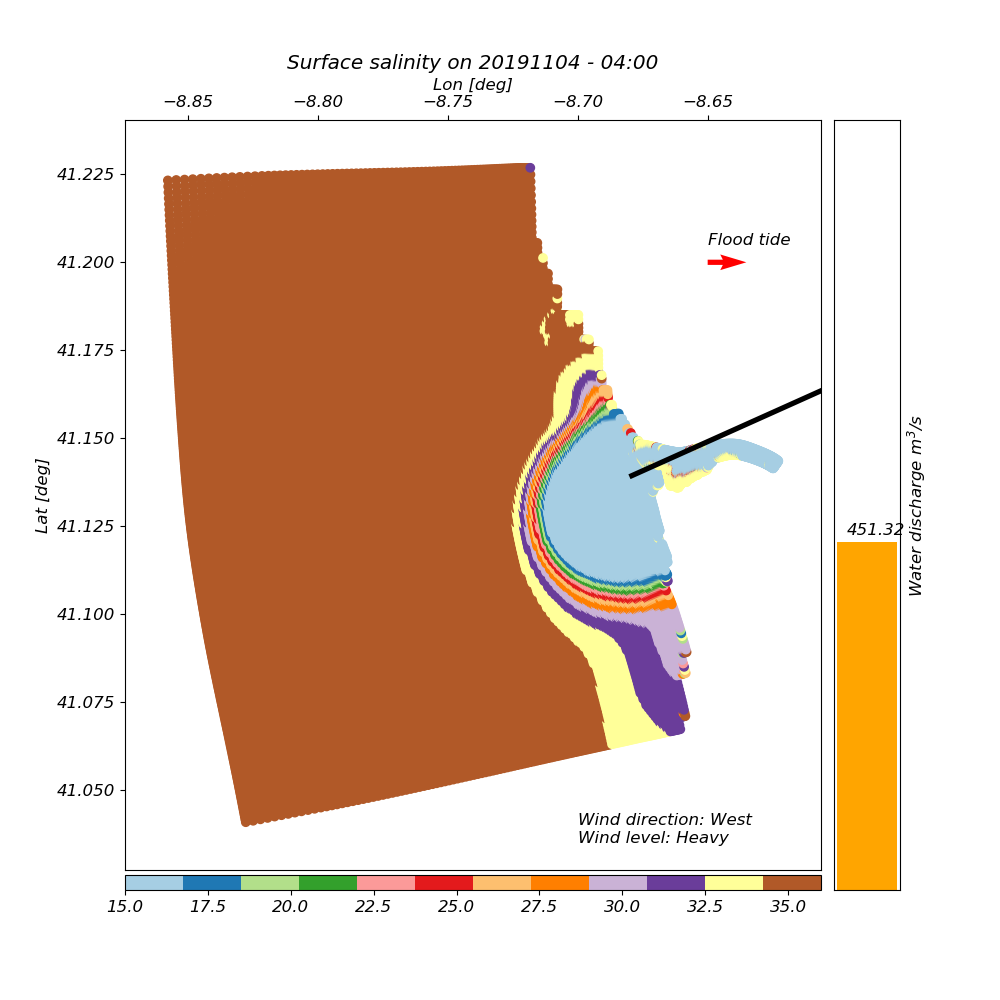 Surface salinity on 20191104 - 04:00
Lon [deg]
−8.85 −8.80 −8.75 −8.70 −8.65
41.225
41.200
41.175
41.150
41.125
41.100
41.075
41.050
Lat [deg]
Flood tide
Wind direction: West
Wind level: Heavy
451.32
Water discharge m³/s
15.0 17.5 20.0 22.5 25.0 27.5 30.0 32.5 35.0